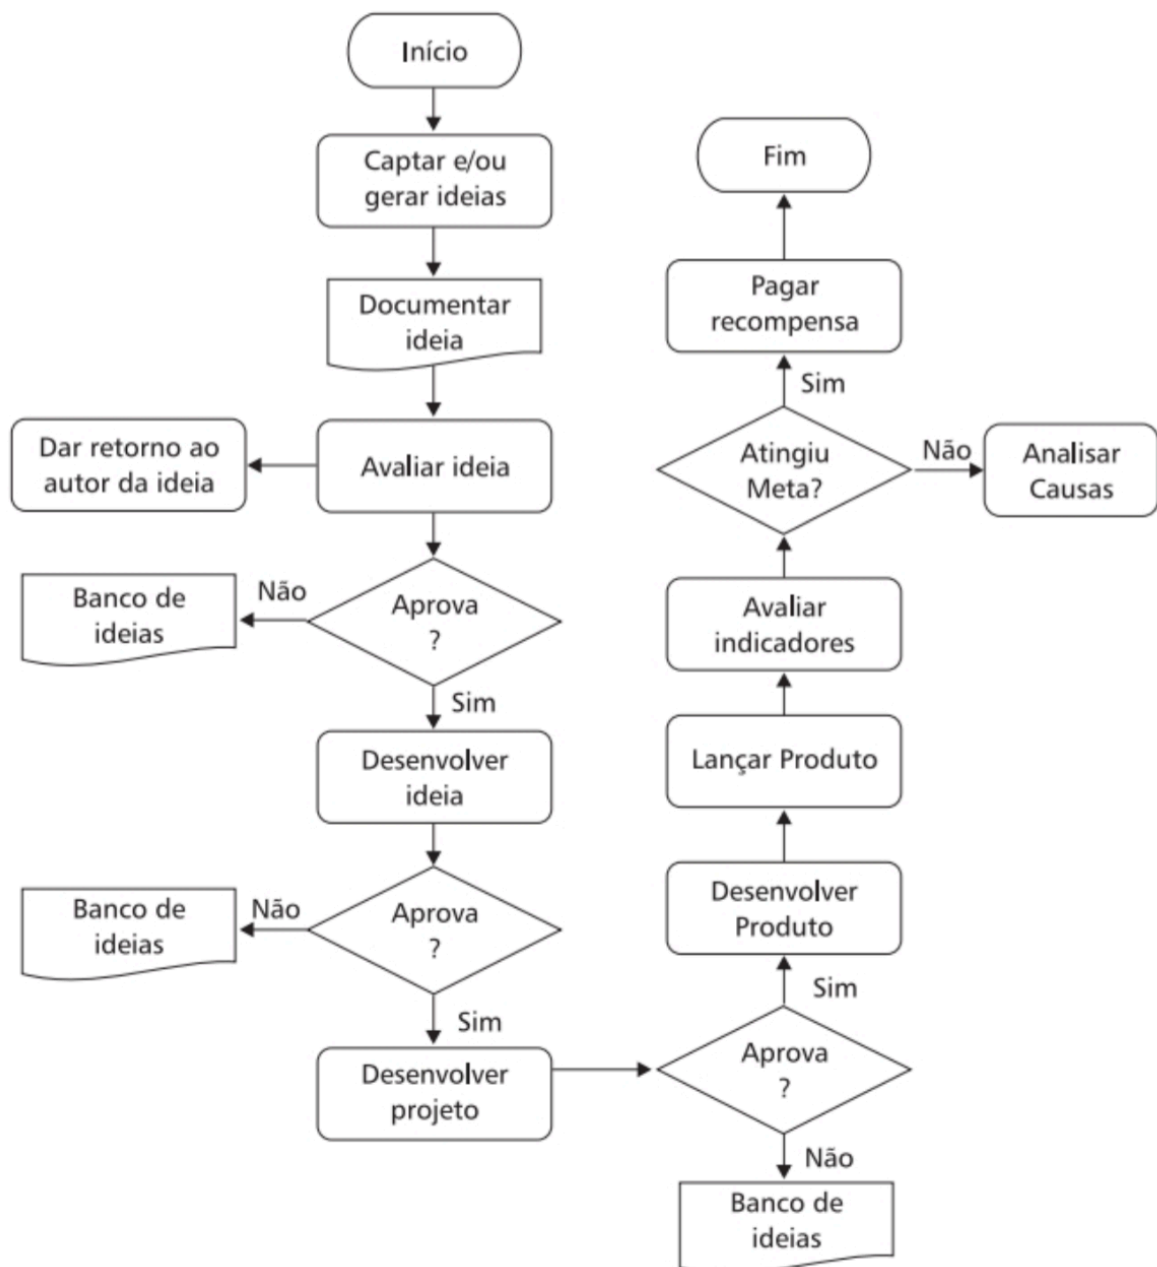 Início
Captar e/ou
gerar ideias
Documentar
ideia
Dar retorno ao
autor da ideia
Avaliar ideia
Banco de
ideias
Não
Aprova
?
Sim
Desenvolver
ideia
Banco de
ideias
Não
Aprova
?
Sim
Desenvolver
projeto
Aprova
?
Não
Banco de
ideias
Sim
Desenvolver
Produto
Lançar Produto
Avaliar
indicadores
Atingiu
Meta?
Não
Analisar
Causas
Sim
Pagar
recompensa
Fim